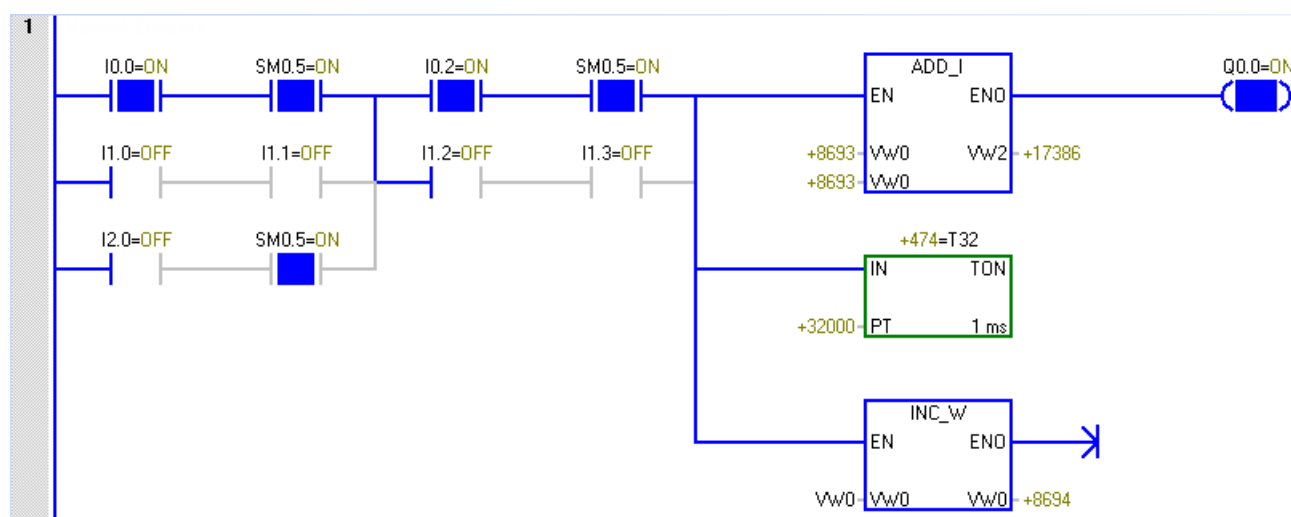 1
I0.0=ON SM0.5=ON I0.2=ON SM0.5=ON ADD_I Q0.0=ON
EN ENO
I1.0=OFF I1.1=OFF I1.2=OFF I1.3=OFF +8693 VW0 VW2 +17386
+8693 VW0
I2.0=OFF SM0.5=ON +474=T32
IN TON
+32000 PT 1 ms
INC_W
EN ENO
VW0 VW0 VW0 +8694